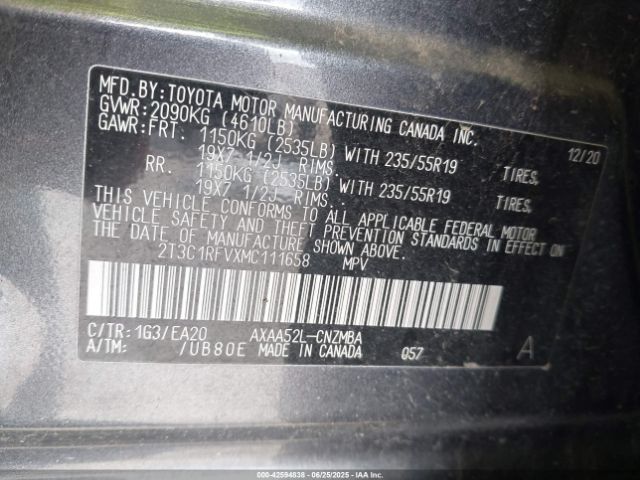 MFD.BY:TOYOTA MOTOR MANUFACTURING CANADA INC.
GVWR:2090KG (4610LB) 12/20
GAWR:FRT. 1150KG (2535LB) WITH 235/55R19 TIRES,
19X7 1/2J RIMS.
RR. 1150KG (2535LB) WITH 235/55R19 TIRES,
19X7 1/2J RIMS.
THIS VEHICLE CONFORMS TO ALL APPLICABLE FEDERAL MOTOR
VEHICLE SAFETY AND THEFT PREVENTION STANDARDS IN EFFECT ON
THE DATE OF MANUFACTURE SHOWN ABOVE.
2T3C1RFVXMC111658 MPV
C/TR: 1G3/EA20 AXAA52L-CNZMBA
A/TM: /UB80E MADE IN CANADA 057 A
000-42594838 - 06/25/2025 - IAA Inc.